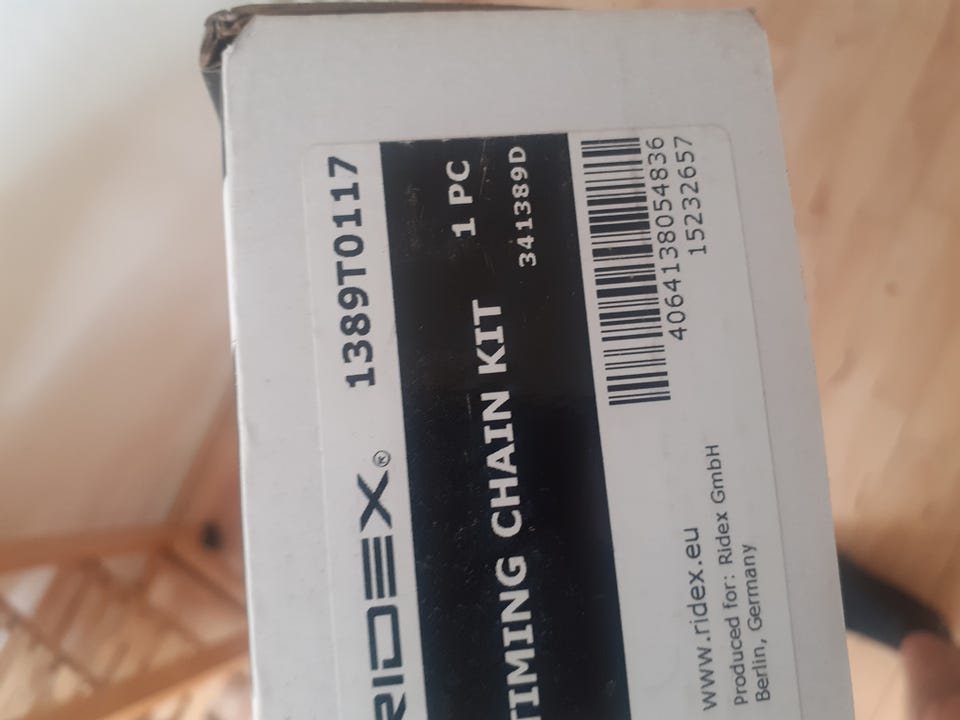 RIDEX® 1389T0117
TIMING CHAIN KIT 1 PC
341389D
4064138054836
15232657
www.ridex.eu
Produced for: Ridex GmbH
Berlin, Germany